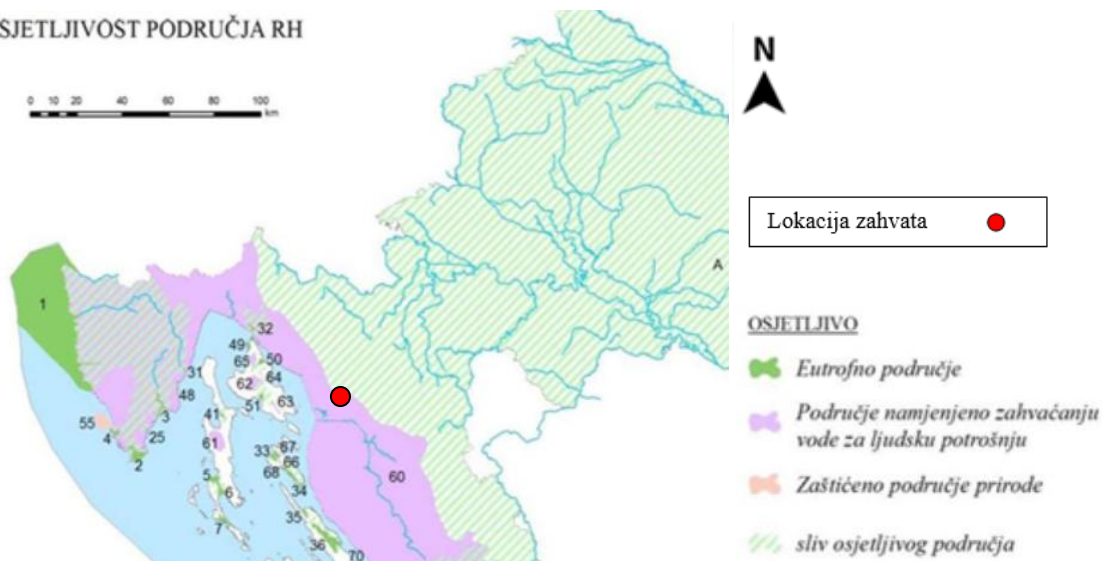 SJETLJIVOST PODRUČJA RH
0 10 20 40 60 80 100
km
N
Lokacija zahvata
A
1
32
49
50
65
31
64
62
63
48
51
3
41
55
4
25
61
2
33
67
66
60
68
5
34
6
35
7
36
70
OSJETLJIVO
Eutrofno područje
Područje namjenjeno zahvaćanju
vode za ljudsku potrošnju
Zaštićeno područje prirode
sliv osjetljivog područja